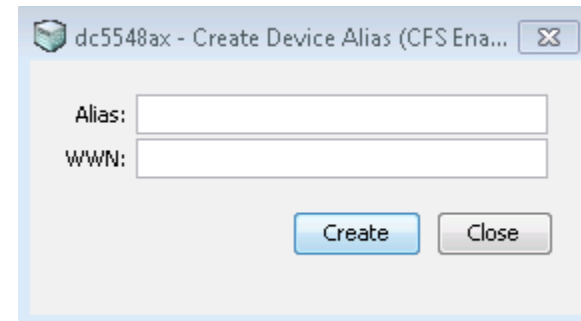 dc5548ax - Create Device Alias (CFS Ena...
Alias:
WWN:
Create Close